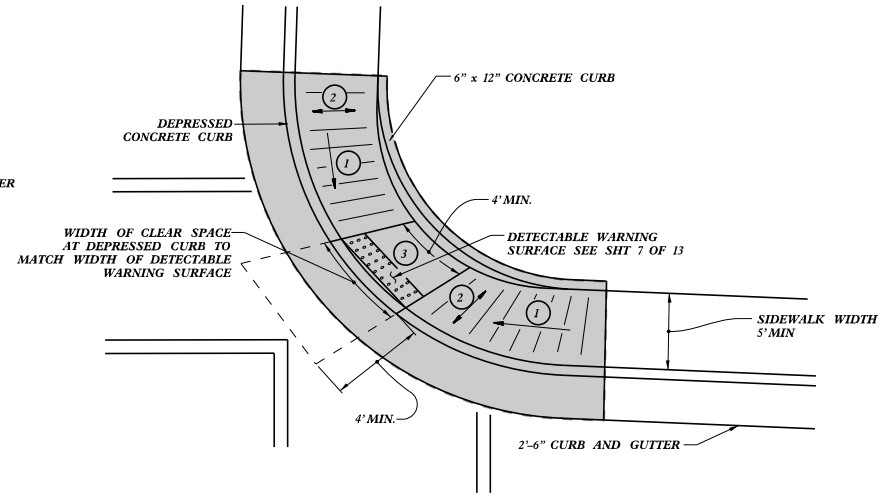 6" x 12" CONCRETE CURB
2
DEPRESSED
CONCRETE CURB
1
ER
4' MIN.
WIDTH OF CLEAR SPACE
AT DEPRESSED CURB TO
MATCH WIDTH OF DETECTABLE
WARNING SURFACE
3
DETECTABLE WARNING
SURFACE SEE SHT 7 OF 13
2
1
SIDEWALK WIDTH
5' MIN
4' MIN.
2'-6" CURB AND GUTTER